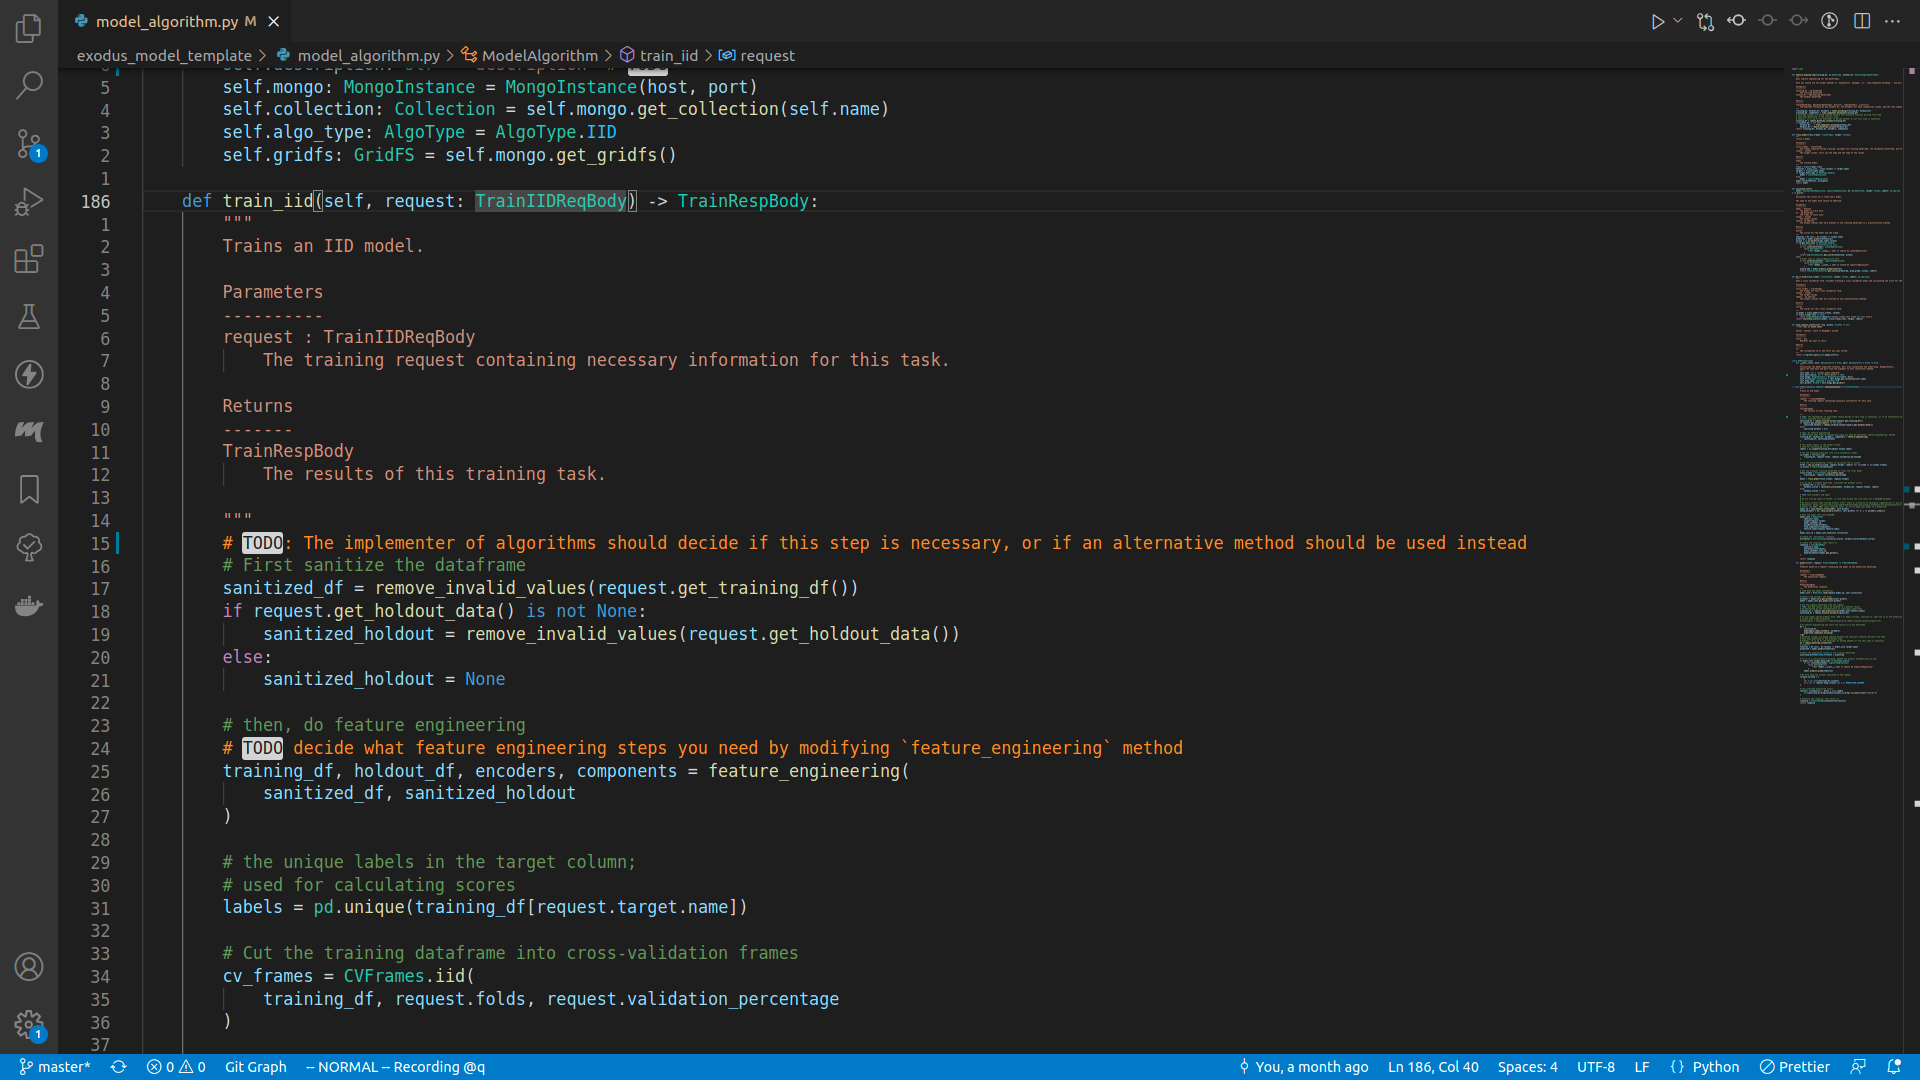 model_algorithm.py M
exodus_model_template > model_algorithm.py > ModelAlgorithm > train_iid > request
5 self.mongo: MongoInstance = MongoInstance(host, port)
4 self.collection: Collection = self.mongo.get_collection(self.name)
3 self.algo_type: AlgoType = AlgoType.IID
2 self.gridfs: GridFS = self.mongo.get_gridfs()
1
186 def train_iid(self, request: TrainIIDReqBody) -> TrainRespBody:
1 """
2 Trains an IID model.
3
4 Parameters
5 ----------
6 request : TrainIIDReqBody
7 The training request containing necessary information for this task.
8
9 Returns
10 -------
11 TrainRespBody
12 The results of this training task.
13
14 """
15 # TODO: The implementer of algorithms should decide if this step is necessary, or if an alternative method should be used instead
16 # First sanitize the dataframe
17 sanitized_df = remove_invalid_values(request.get_training_df())
18 if request.get_holdout_data() is not None:
19 sanitized_holdout = remove_invalid_values(request.get_holdout_data())
20 else:
21 sanitized_holdout = None
22
23 # then, do feature engineering
24 # TODO decide what feature engineering steps you need by modifying `feature_engineering` method
25 training_df, holdout_df, encoders, components = feature_engineering(
26 sanitized_df, sanitized_holdout
27 )
28
29 # the unique labels in the target column;
30 # used for calculating scores
31 labels = pd.unique(training_df[request.target.name])
32
33 # Cut the training dataframe into cross-validation frames
34 cv_frames = CVFrames.iid(
35 training_df, request.folds, request.validation_percentage
36 )
37
1
1
master* 0 0 Git Graph -- NORMAL -- Recording @q You, a month ago Ln 186, Col 40 Spaces: 4 UTF-8 LF {} Python Prettier